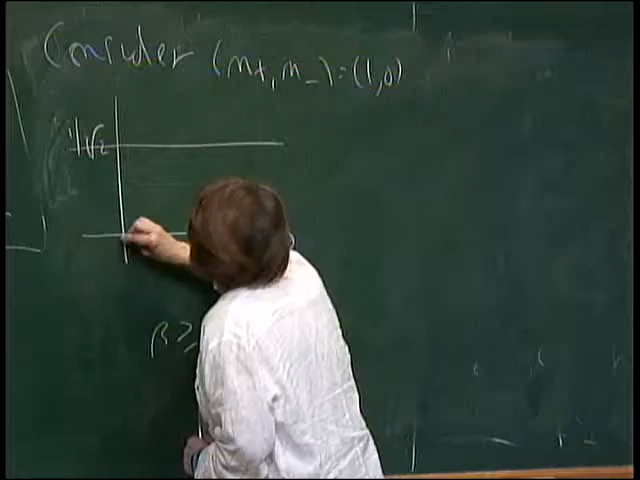 Consider (n+, n-) = (1,0)
1/√2
β ≥